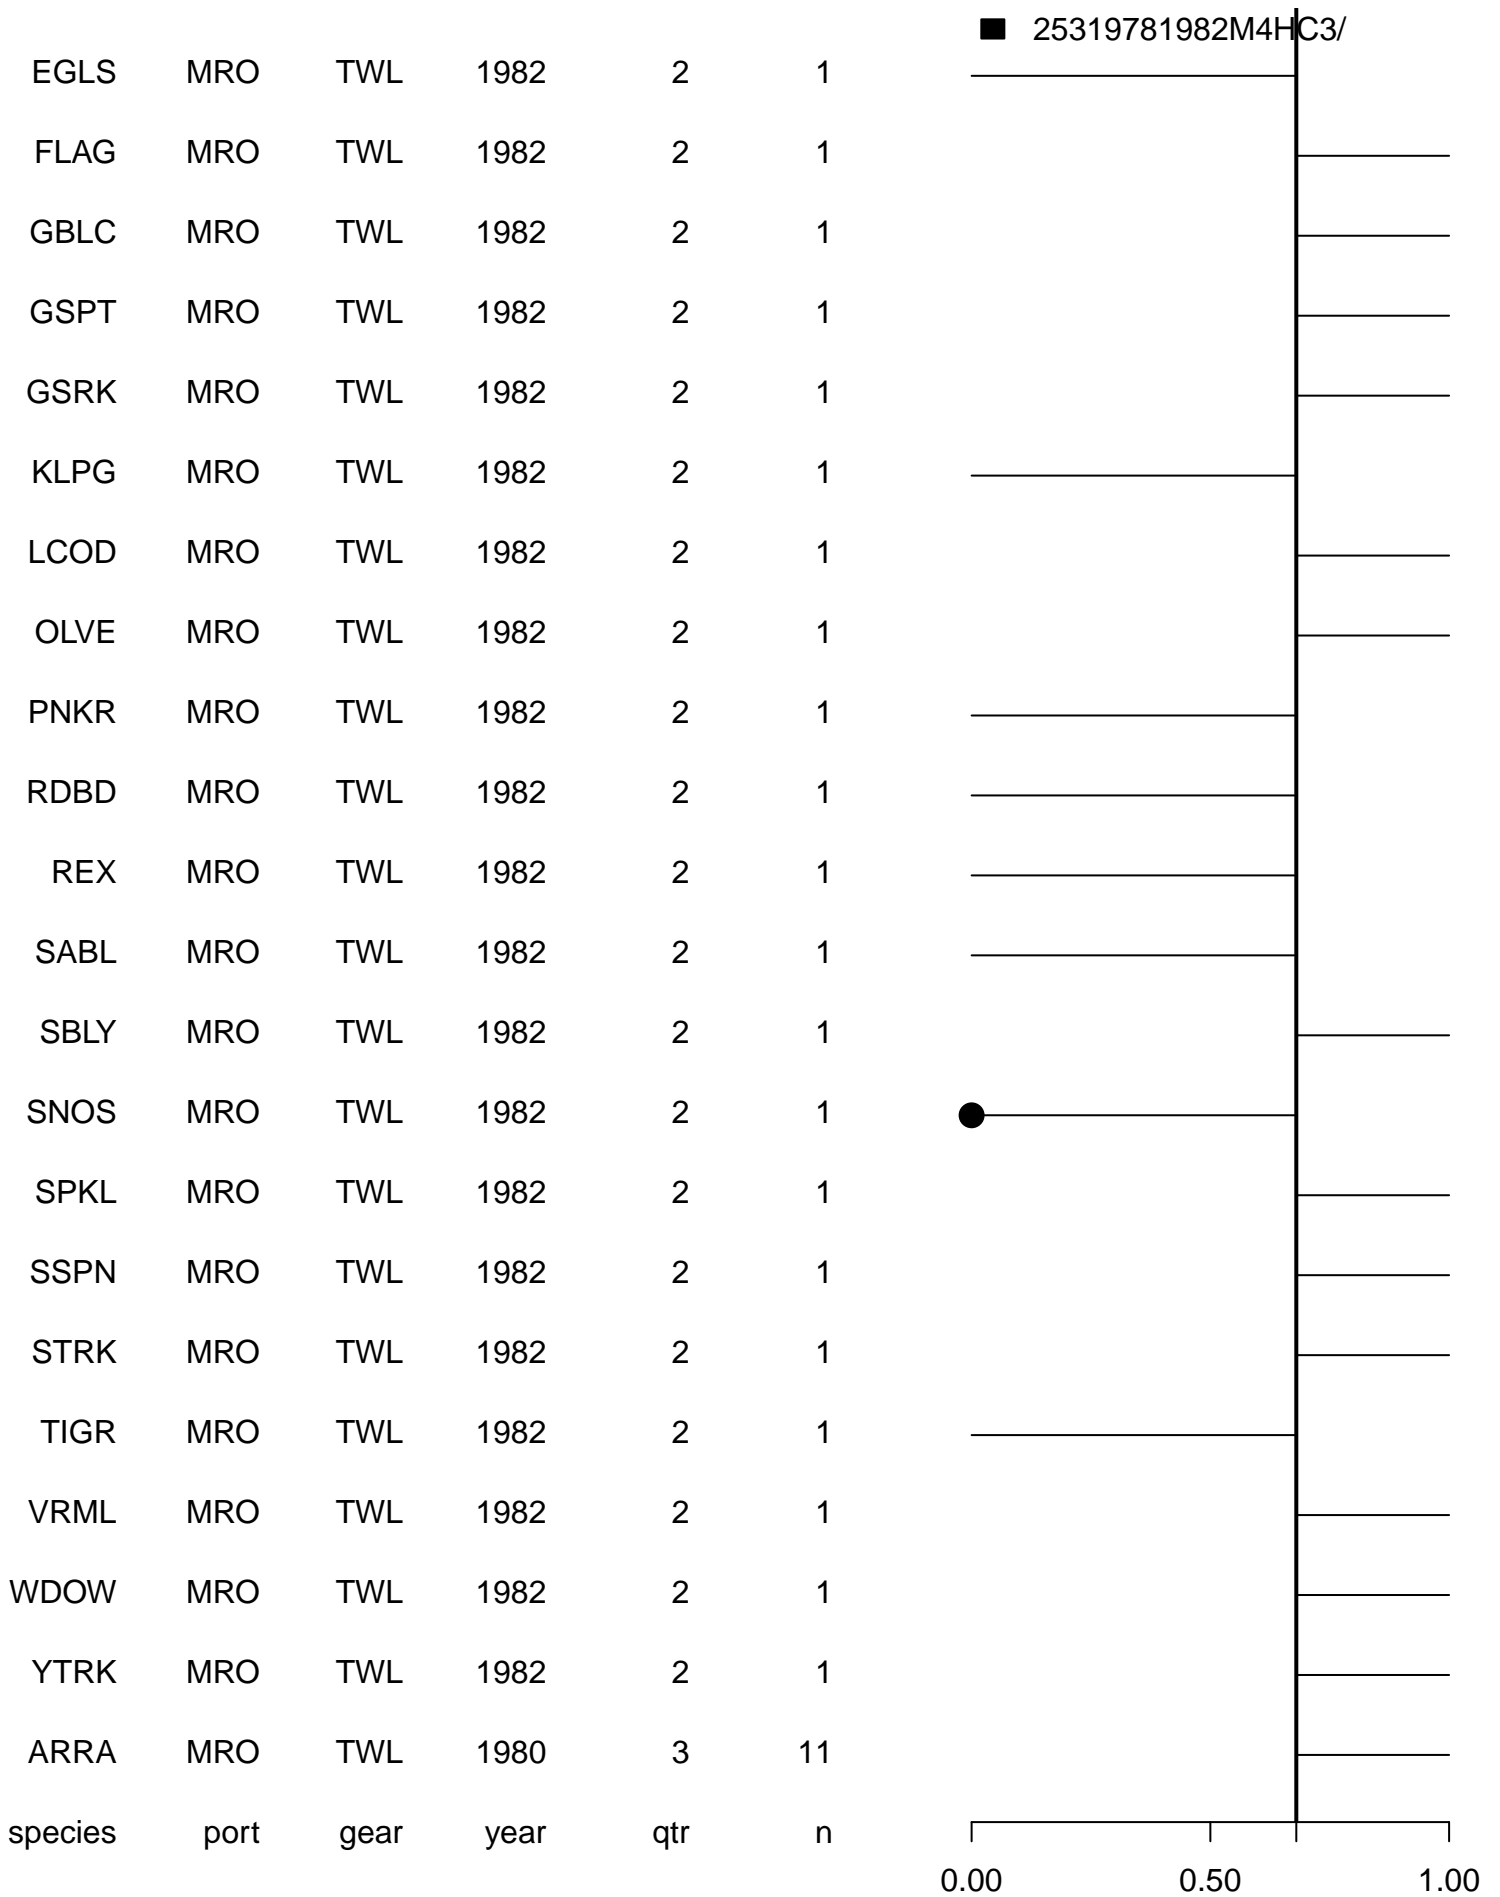 25319781982M4HC3/
EGLS MRO TWL 1982 2 1
FLAG MRO TWL 1982 2 1
GBLC MRO TWL 1982 2 1
GSPT MRO TWL 1982 2 1
GSRK MRO TWL 1982 2 1
KLPG MRO TWL 1982 2 1
LCOD MRO TWL 1982 2 1
OLVE MRO TWL 1982 2 1
PNKR MRO TWL 1982 2 1
RDBD MRO TWL 1982 2 1
REX MRO TWL 1982 2 1
SABL MRO TWL 1982 2 1
SBLY MRO TWL 1982 2 1
SNOS MRO TWL 1982 2 1
SPKL MRO TWL 1982 2 1
SSPN MRO TWL 1982 2 1
STRK MRO TWL 1982 2 1
TIGR MRO TWL 1982 2 1
VRML MRO TWL 1982 2 1
WDOW MRO TWL 1982 2 1
YTRK MRO TWL 1982 2 1
ARRA MRO TWL 1980 3 11
species port gear year qtr n
0.00 0.50 1.00